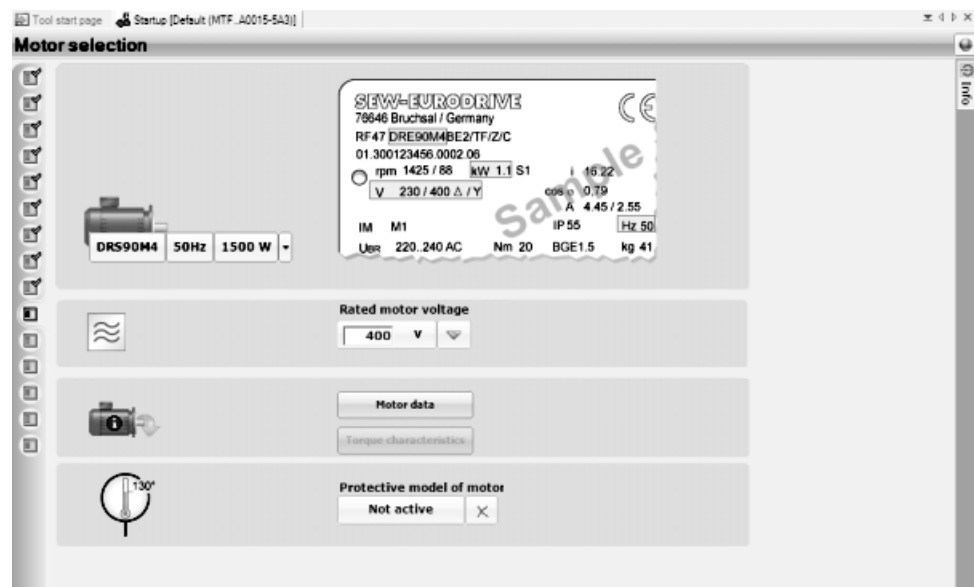 Tool start page Startup [Default (MTF..A0015-5A3)]
Motor selection
Info
SEW-EURODRIVE CE
76646 Bruchsal / Germany
RF47 DRE90M4BE2/TF/Z/C
01.300123456.0002.06
rpm 1425 / 88 kW 1.1 S1 i 16.22
V 230 / 400 Δ / Y cos φ 0,79
A 4.45 / 2.55
IM M1 IP 55 Hz 50
UBR 220..240 AC Nm 20 BGE1.5 kg 41
Sample
DRS90M4 50Hz 1500 W
Rated motor voltage
400 V
Motor data
Torque characteristics
130°
Protective model of motor
Not active